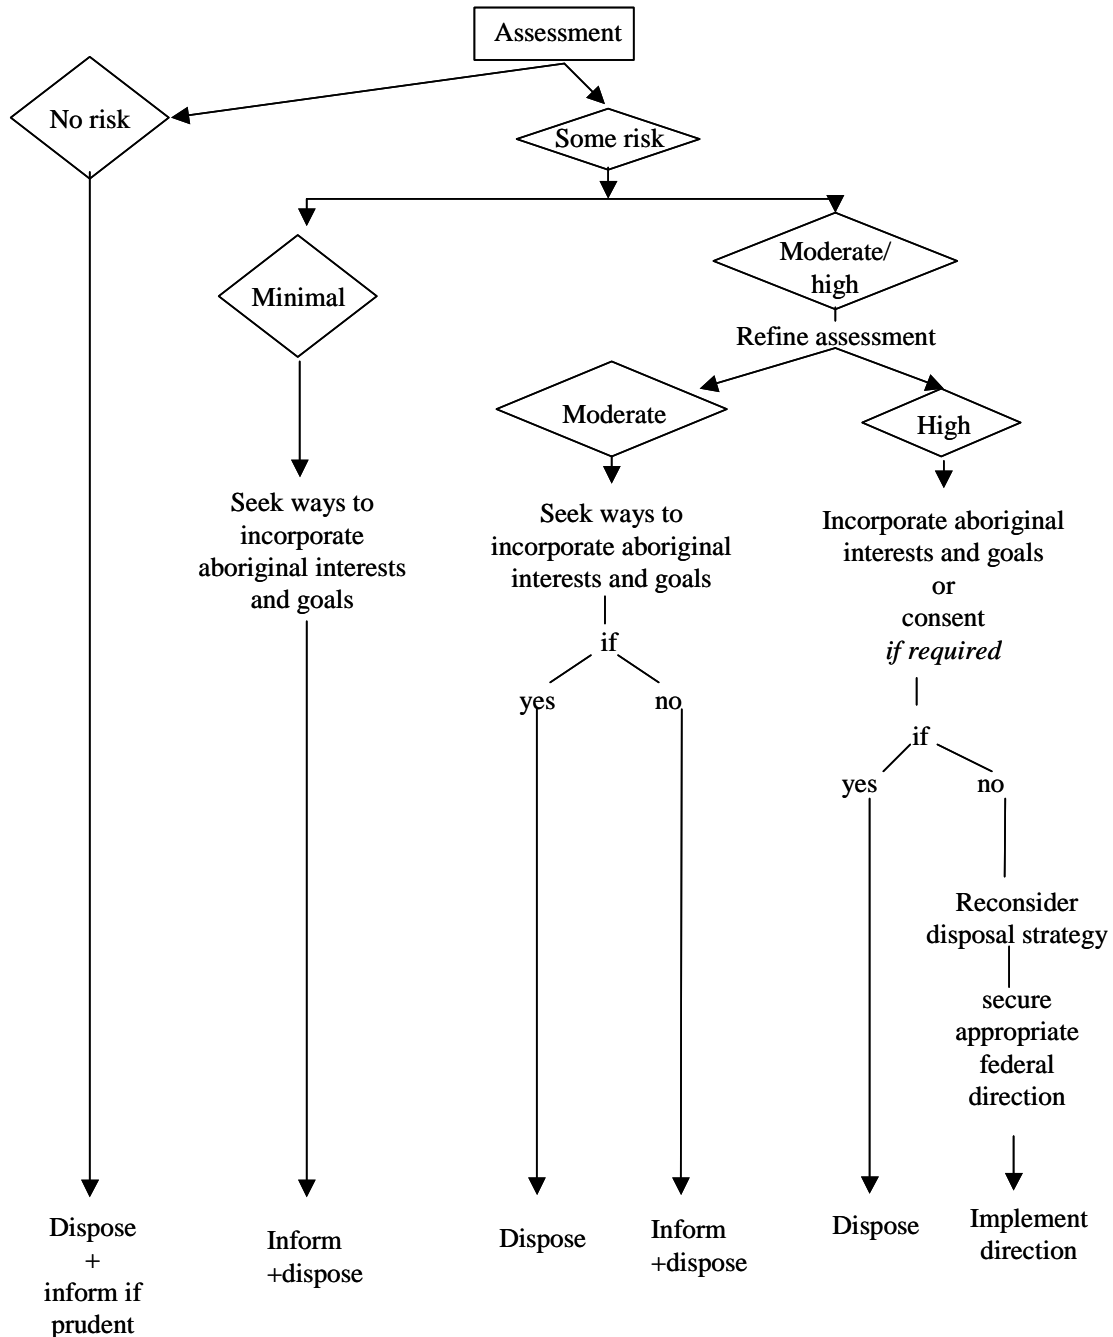 Assessment
No risk
Some risk
Minimal
Moderate/
high
Refine assessment
Moderate
High
Seek ways to
incorporate
aboriginal interests
and goals
Seek ways to
incorporate aboriginal
interests and goals
if
yes
no
Incorporate aboriginal
interests and goals
or
consent
if required
if
yes
no
Reconsider
disposal strategy
secure
appropriate
federal
direction
Dispose
+
inform if
prudent
Inform
+dispose
Dispose
Inform
+dispose
Dispose
Implement
direction